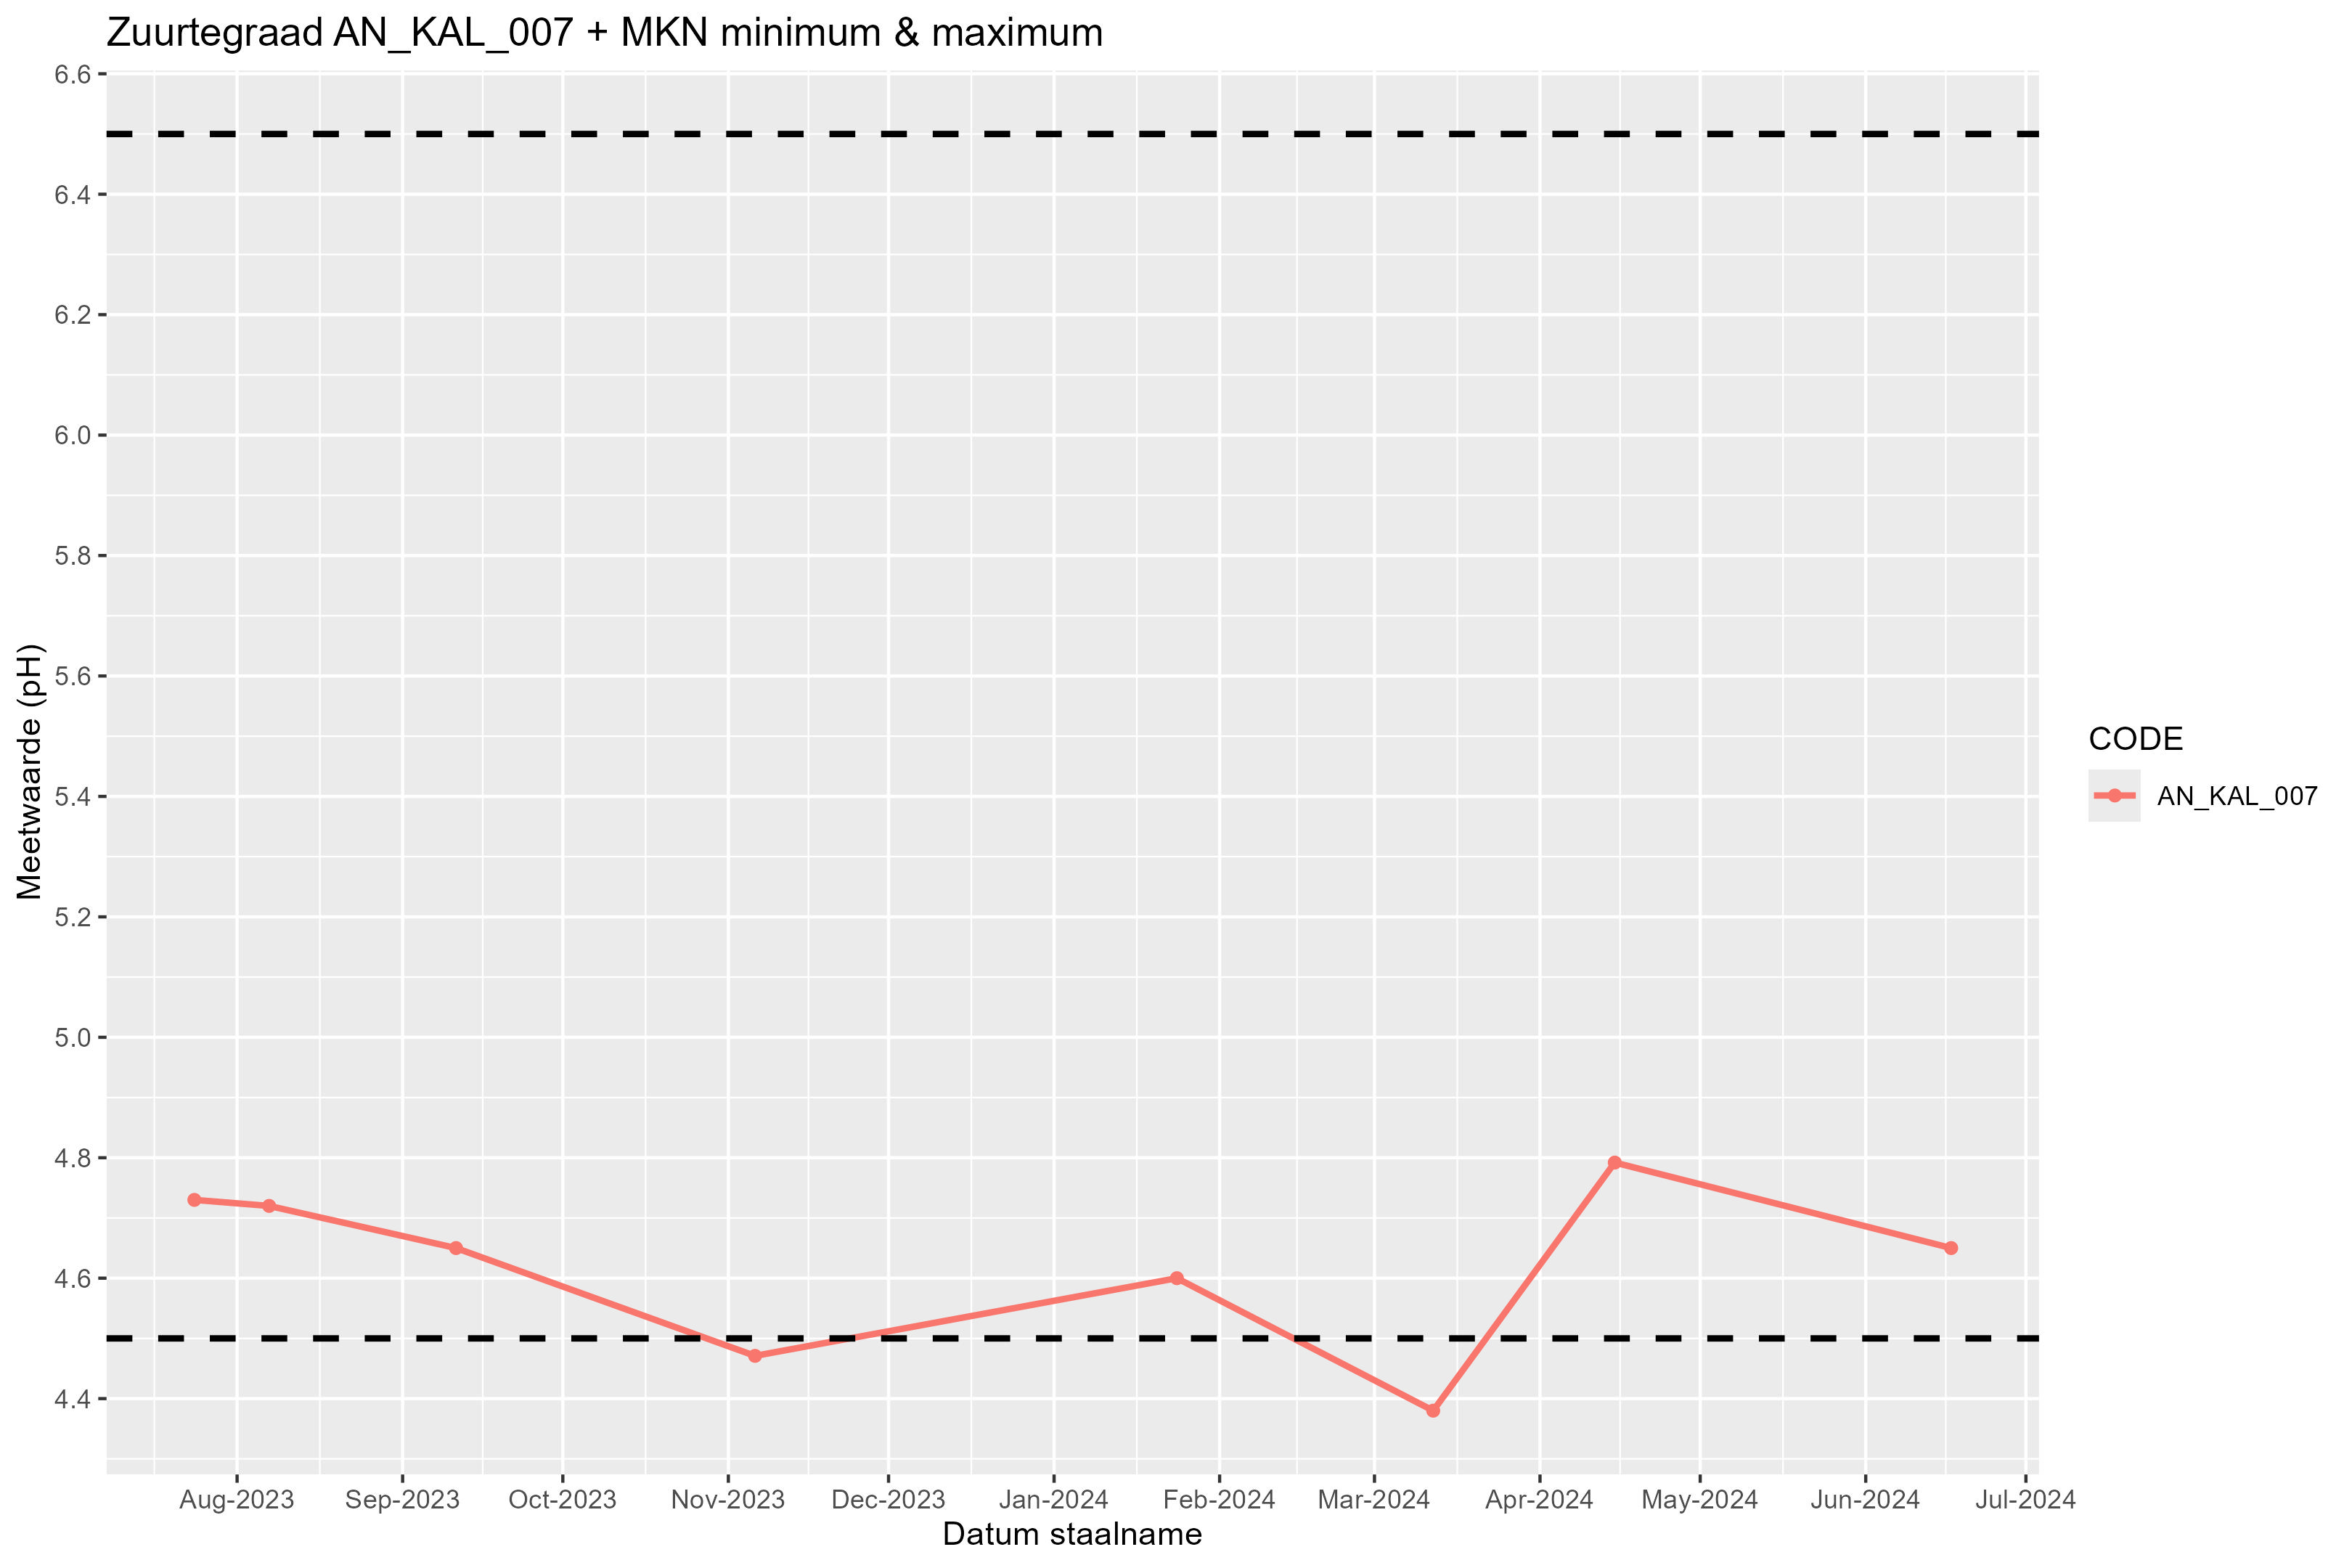 Zuurtegraad AN_KAL_007 + MKN minimum & maximum
Meetwaarde (pH)
6.6
6.4
6.2
6.0
5.8
5.6
5.4
5.2
5.0
4.8
4.6
4.4
Aug-2023
Sep-2023
Oct-2023
Nov-2023
Dec-2023
Jan-2024
Feb-2024
Mar-2024
Apr-2024
May-2024
Jun-2024
Jul-2024
Datum staalname
CODE
AN_KAL_007